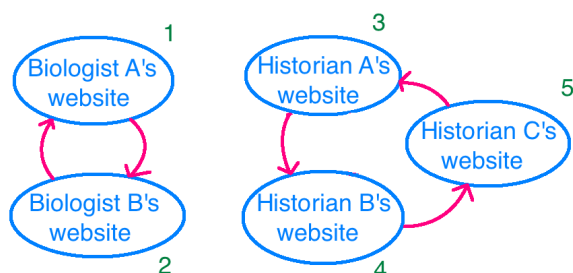 1
Biologist A's
website
Biologist B's
website
2
3
Historian A's
website
5
Historian C's
website
Historian B's
website
4